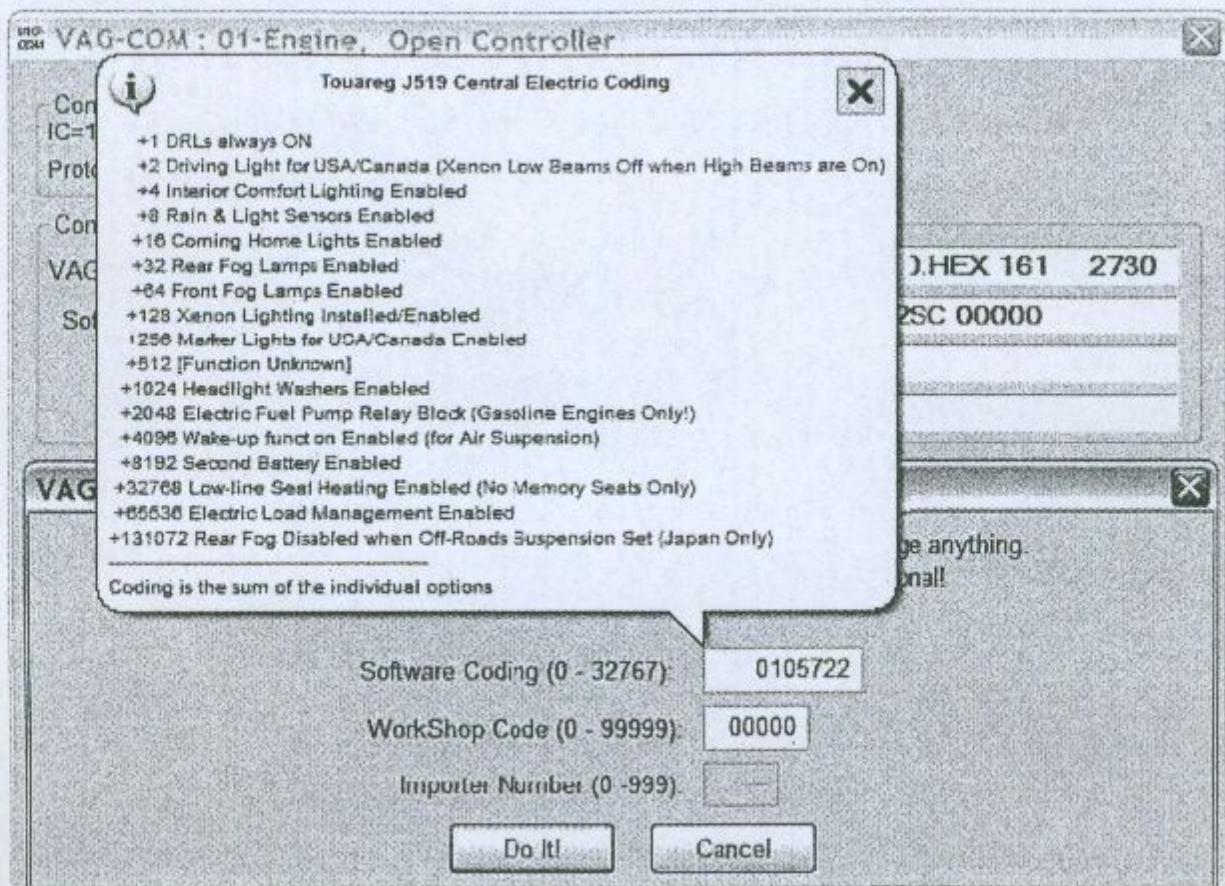 VAG-COM
VAG-COM : 01-Engine, Open Controller
Touareg J519 Central Electric Coding
Con
IC=1
Proto
+1 DRLs always ON
+2 Driving Light for USA/Canada (Xenon Low Beams Off when High Beams are On)
+4 Interior Comfort Lighting Enabled
+8 Rain & Light Sensors Enabled
Con
+16 Coming Home Lights Enabled
VAG
+32 Rear Fog Lamps Enabled
).HEX 161 2730
+64 Front Fog Lamps Enabled
Sof
+128 Xenon Lighting Installed/Enabled
2SC 00000
+256 Marker Lights for USA/Canada Enabled
+512 [Function Unknown]
+1024 Headlight Washers Enabled
+2048 Electric Fuel Pump Relay Block (Gasoline Engines Only!)
+4096 Wake-up function Enabled (for Air Suspension)
+8192 Second Battery Enabled
VAG
+32768 Low-line Seat Heating Enabled (No Memory Seats Only)
+65536 Electric Load Management Enabled
+131072 Rear Fog Disabled when Off-Roads Suspension Set (Japan Only)
ge anything.
onal!
Coding is the sum of the individual options
Software Coding (0 - 32767): 0105722
WorkShop Code (0 - 99999): 00000
Importer Number (0 -999):
Do It! Cancel